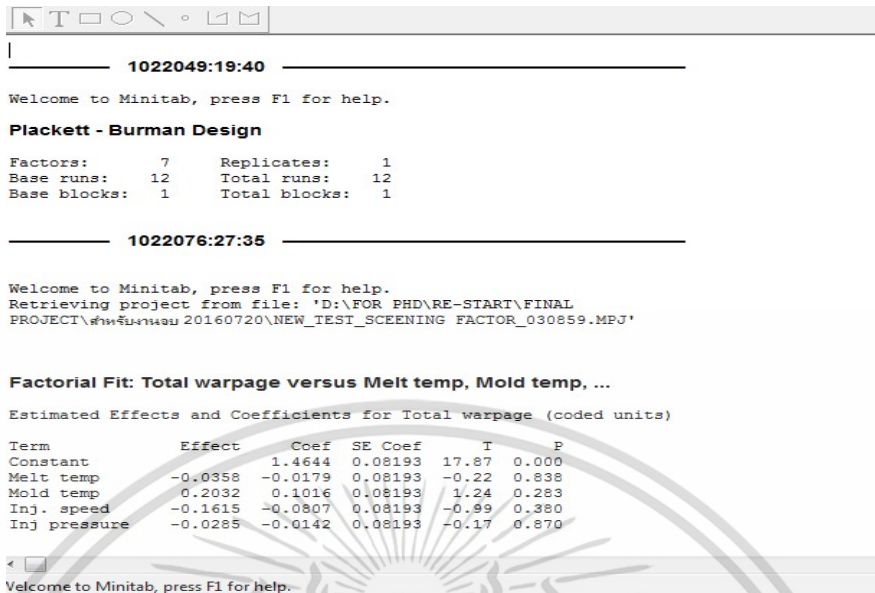 T
1022049:19:40
Welcome to Minitab, press F1 for help.
Plackett - Burman Design
Factors: 7 Replicates: 1
Base runs: 12 Total runs: 12
Base blocks: 1 Total blocks: 1
1022076:27:35
Welcome to Minitab, press F1 for help.
Retrieving project from file: 'D:\FOR PHD\RE-START\FINAL
PROJECT\สำหรับงานจบ 20160720\NEW_TEST_SCEENING FACTOR_030859.MPJ'
Factorial Fit: Total warpage versus Melt temp, Mold temp, ...
Estimated Effects and Coefficients for Total warpage (coded units)
Term Effect Coef SE Coef T P
Constant 1.4644 0.08193 17.87 0.000
Melt temp -0.0358 -0.0179 0.08193 -0.22 0.838
Mold temp 0.2032 0.1016 0.08193 1.24 0.283
Inj. speed -0.1615 -0.0807 0.08193 -0.99 0.380
Inj pressure -0.0285 -0.0142 0.08193 -0.17 0.870
Welcome to Minitab, press F1 for help.